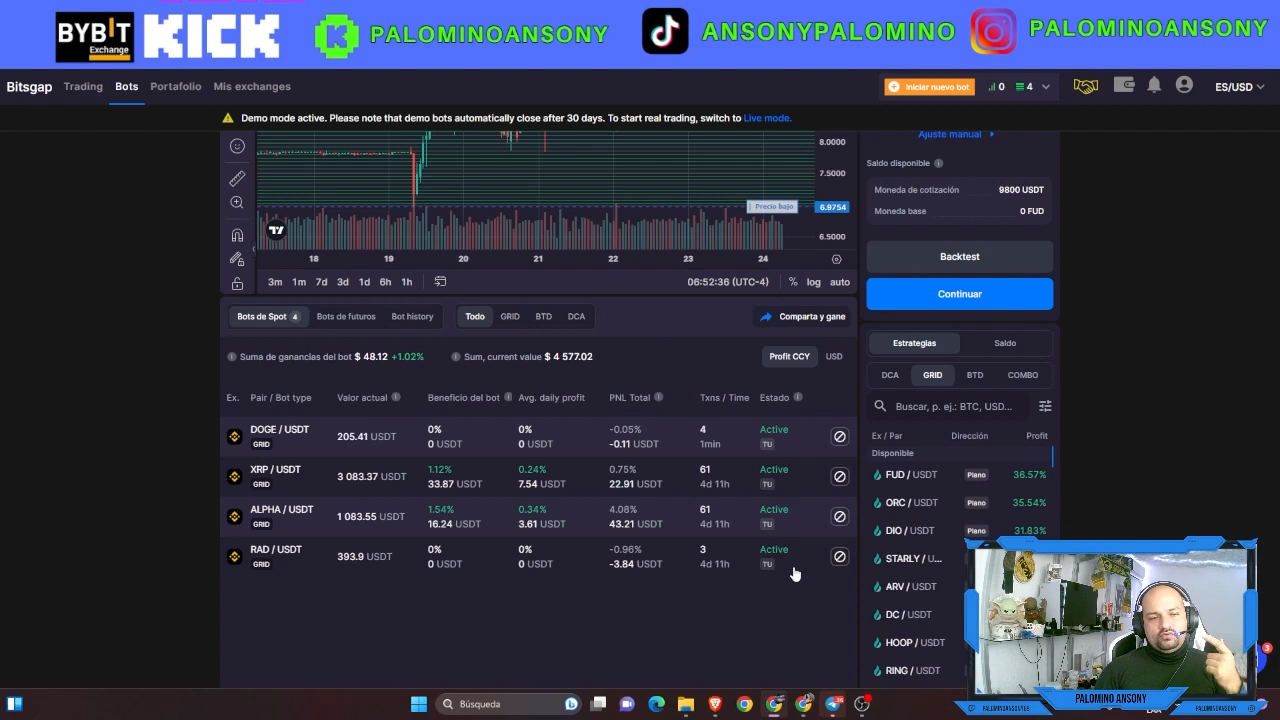 BYBIT
Exchange
KICK
PALOMINOANSONY
ANSONYPALOMINO
PALOMINOANSONY
Bitsgap Trading Bots Portafolio Mis exchanges
Iniciar nuevo bot 0 4 ES/USD
Demo mode active. Please note that demo bots automatically close after 30 days. To start real trading, switch to Live mode.
8.0000
7.5000
Precio bajo 6.9754
6.5000
18 19 20 21 22 23 24
3m 1m 7d 3d 1d 6h 1h 06:52:36 (UTC-4) % log auto
Ajuste manual
Saldo disponible
Moneda de cotización 9800 USDT
Moneda base 0 FUD
Backtest
Continuar
Bots de Spot 4 Bots de futuros Bot history Todo GRID BTD DCA Comparta y gane
Suma de ganancias del bot $ 48.12 +1.02% Sum, current value $ 4 577.02 Profit CCY USD
Ex. Pair / Bot type Valor actual Beneficio del bot Avg. daily profit PNL Total Txns / Time Estado
DOGE / USDT 205.41 USDT 0% 0% -0.05% 4 Active
GRID 0 USDT 0 USDT -0.11 USDT 1min TU
XRP / USDT 3 083.37 USDT 1.12% 0.24% 0.75% 61 Active
GRID 33.87 USDT 7.54 USDT 22.91 USDT 4d 11h TU
ALPHA / USDT 1 083.55 USDT 1.54% 0.34% 4.08% 61 Active
GRID 16.24 USDT 3.61 USDT 43.21 USDT 4d 11h TU
RAD / USDT 393.9 USDT 0% 0% -0.96% 3 Active
GRID 0 USDT 0 USDT -3.84 USDT 4d 11h TU
Estrategias Saldo
DCA GRID BTD COMBO
Buscar, p. ej.: BTC, USD...
Ex / Par Dirección Profit
Disponible
FUD / USDT Plano 36.57%
ORC / USDT Plano 35.54%
DIO / USDT Plano 31.83%
STARLY / U...
ARV / USDT
DC / USDT
HOOP / USDT
RING / USDT
PALOMINO ANSONY
PALOMINOANSONY
3
Búsqueda